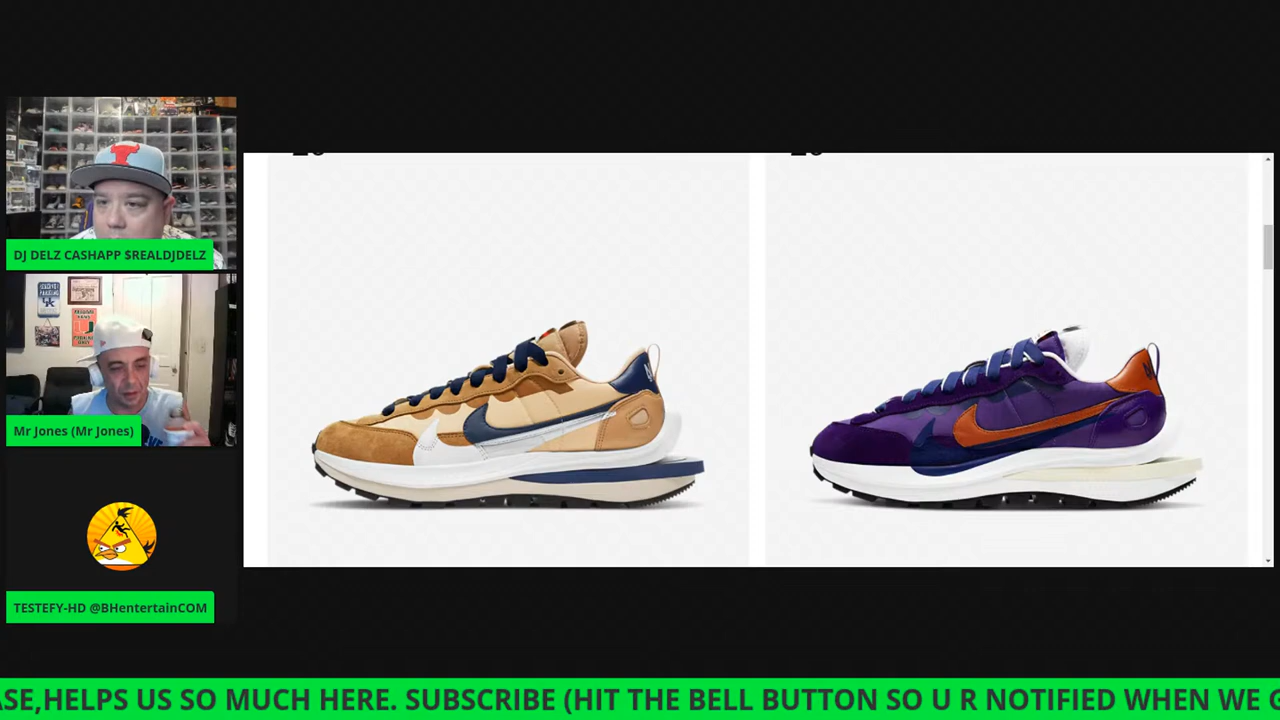 DJ DELZ CASHAPP $REALDJDELZ
Mr Jones (Mr Jones)
TESTEFY-HD @BHentertainCOM
ASE,HELPS US SO MUCH HERE. SUBSCRIBE (HIT THE BELL BUTTON SO U R NOTIFIED WHEN WE